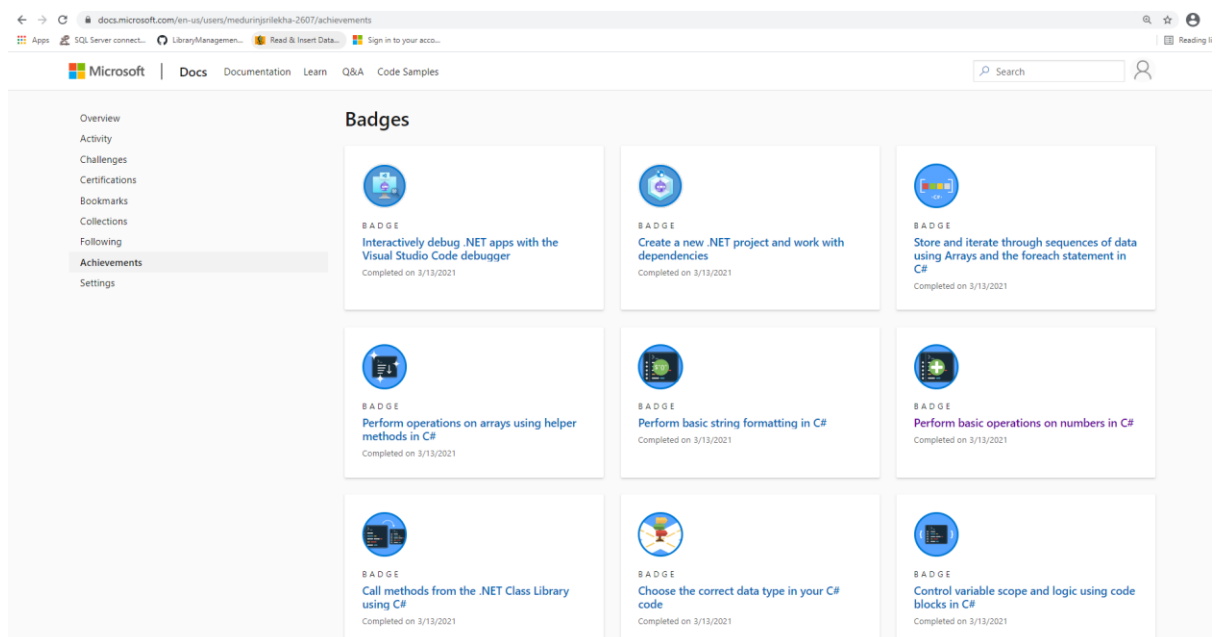 docs.microsoft.com/en-us/users/medurinjsrilekha-2607/achievements
Apps SQL Server connect... LibraryManagemen... Read & Insert Data... Sign in to your acco... Reading li
Microsoft Docs Documentation Learn Q&A Code Samples Search
Overview
Activity
Challenges
Certifications
Bookmarks
Collections
Following
Achievements
Settings
Badges
BADGE
Interactively debug .NET apps with the
Visual Studio Code debugger
Completed on 3/13/2021
BADGE
Create a new .NET project and work with
dependencies
Completed on 3/13/2021
BADGE
Store and iterate through sequences of data
using Arrays and the foreach statement in
C#
Completed on 3/13/2021
BADGE
Perform operations on arrays using helper
methods in C#
Completed on 3/13/2021
BADGE
Perform basic string formatting in C#
Completed on 3/13/2021
BADGE
Perform basic operations on numbers in C#
Completed on 3/13/2021
BADGE
Call methods from the .NET Class Library
using C#
Completed on 3/13/2021
BADGE
Choose the correct data type in your C#
code
Completed on 3/13/2021
BADGE
Control variable scope and logic using code
blocks in C#
Completed on 3/13/2021